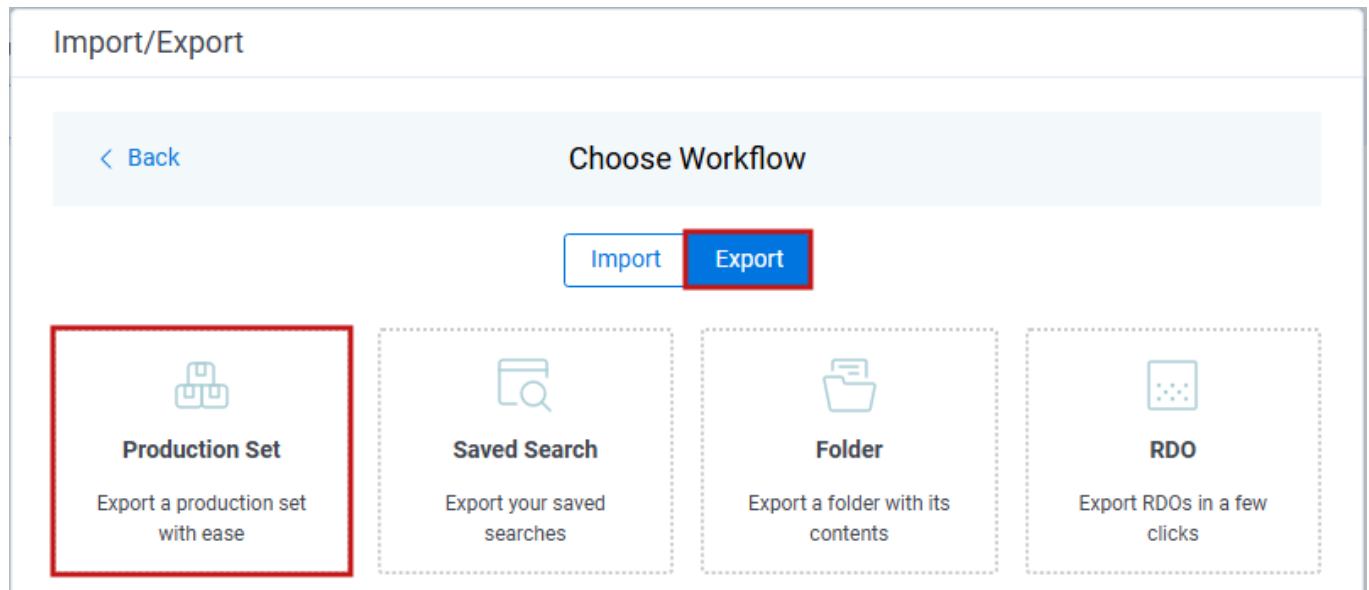 Import/Export
Back
Choose Workflow
Import
Export
Production Set
Export a production set
with ease
Saved Search
Export your saved
searches
Folder
Export a folder with its
contents
RDO
Export RDOs in a few
clicks